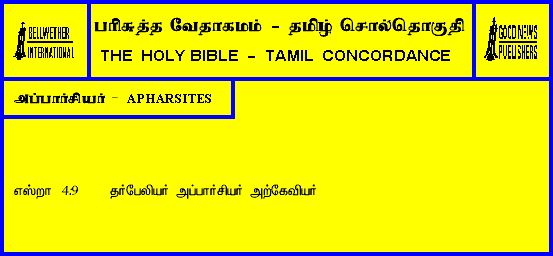 BELLWETHER
INTERNATIONAL
பரிசுத்த வேதாகமம் - தமிழ் சொல்தொகுதி
THE HOLY BIBLE - TAMIL CONCORDANCE
GOOD NEWS
PUBLISHERS
அப்பார்சியர் - APHARSITES
எஸ்றா 4:9 தர்பேலியர் அப்பார்சியர் அற்கேவியர்